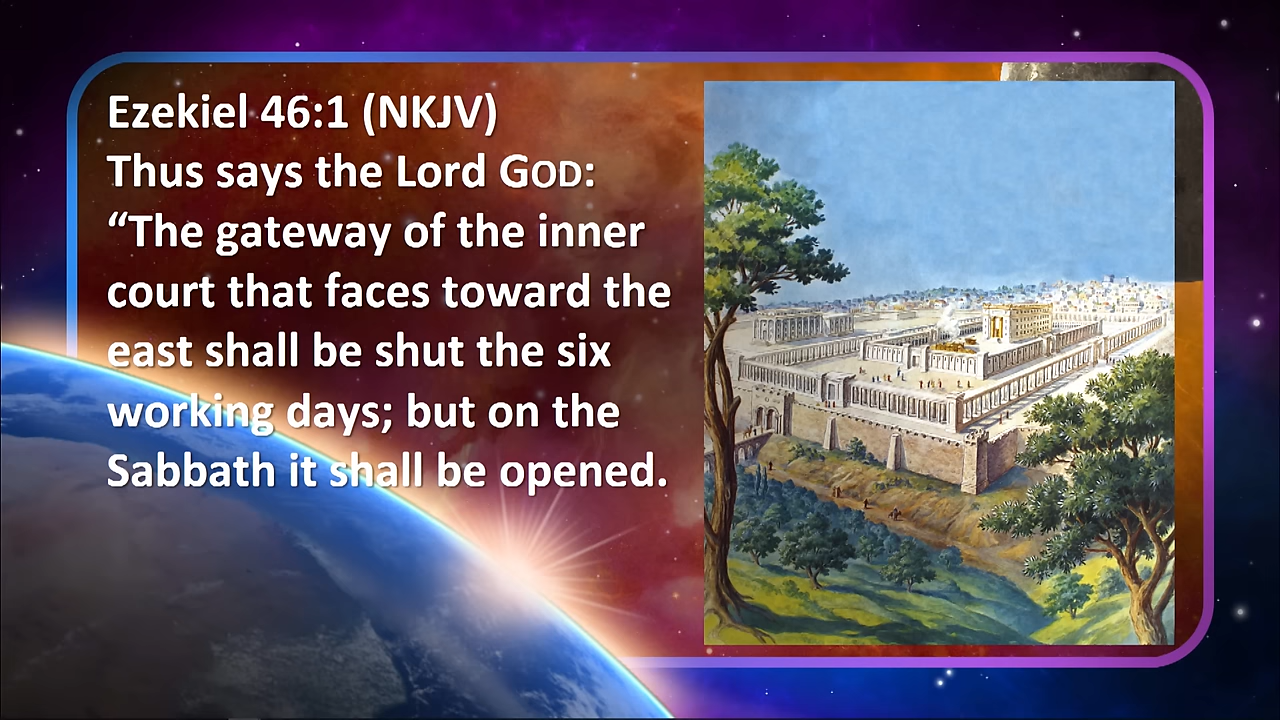 Ezekiel 46:1 (NKJV)
Thus says the Lord GOD:
“The gateway of the inner
court that faces toward the
east shall be shut the six
working days; but on the
Sabbath it shall be opened.